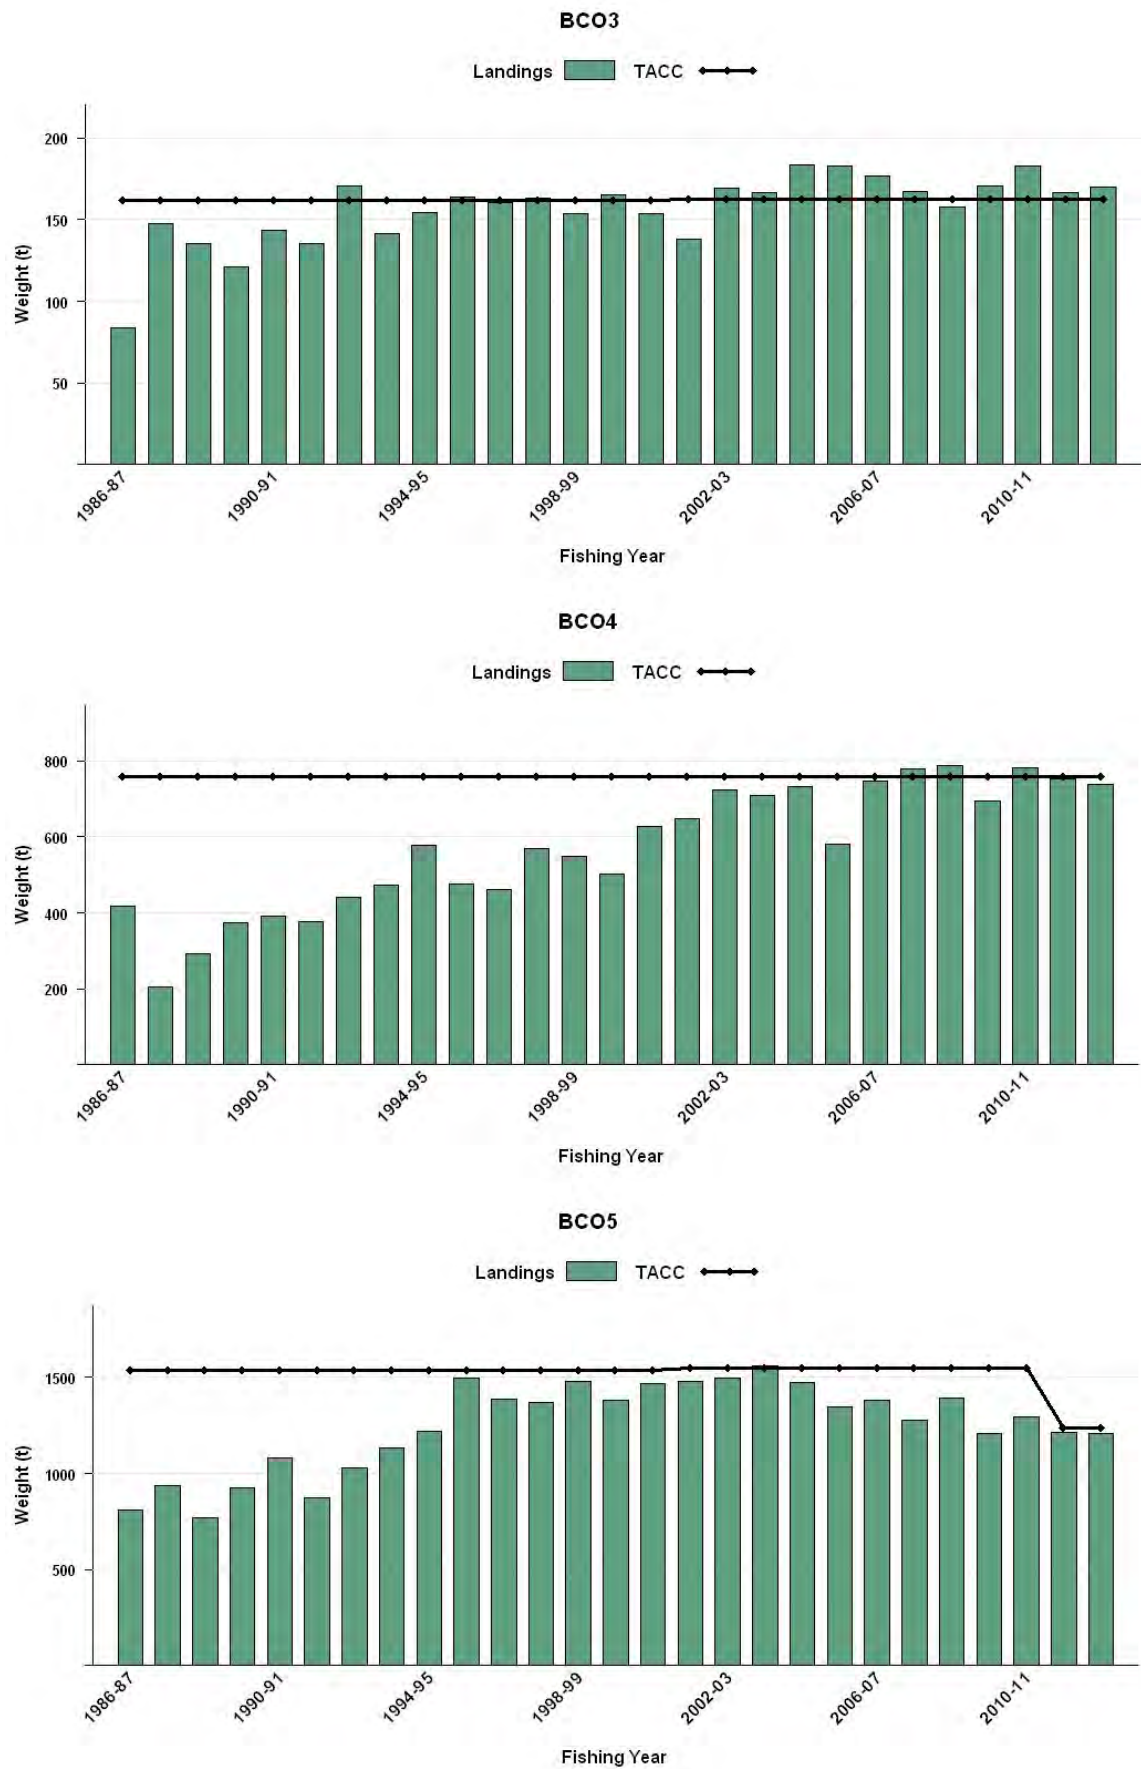 BCO3
Landings TACC
200
150
100
50
Weight (t)
1986-87 1990-91 1994-95 1998-99 2002-03 2006-07 2010-11
Fishing Year
BCO4
Landings TACC
800
600
400
200
Weight (t)
1986-87 1990-91 1994-95 1998-99 2002-03 2006-07 2010-11
Fishing Year
BCO5
Landings TACC
1500
1000
500
Weight (t)
1986-87 1990-91 1994-95 1998-99 2002-03 2006-07 2010-11
Fishing Year